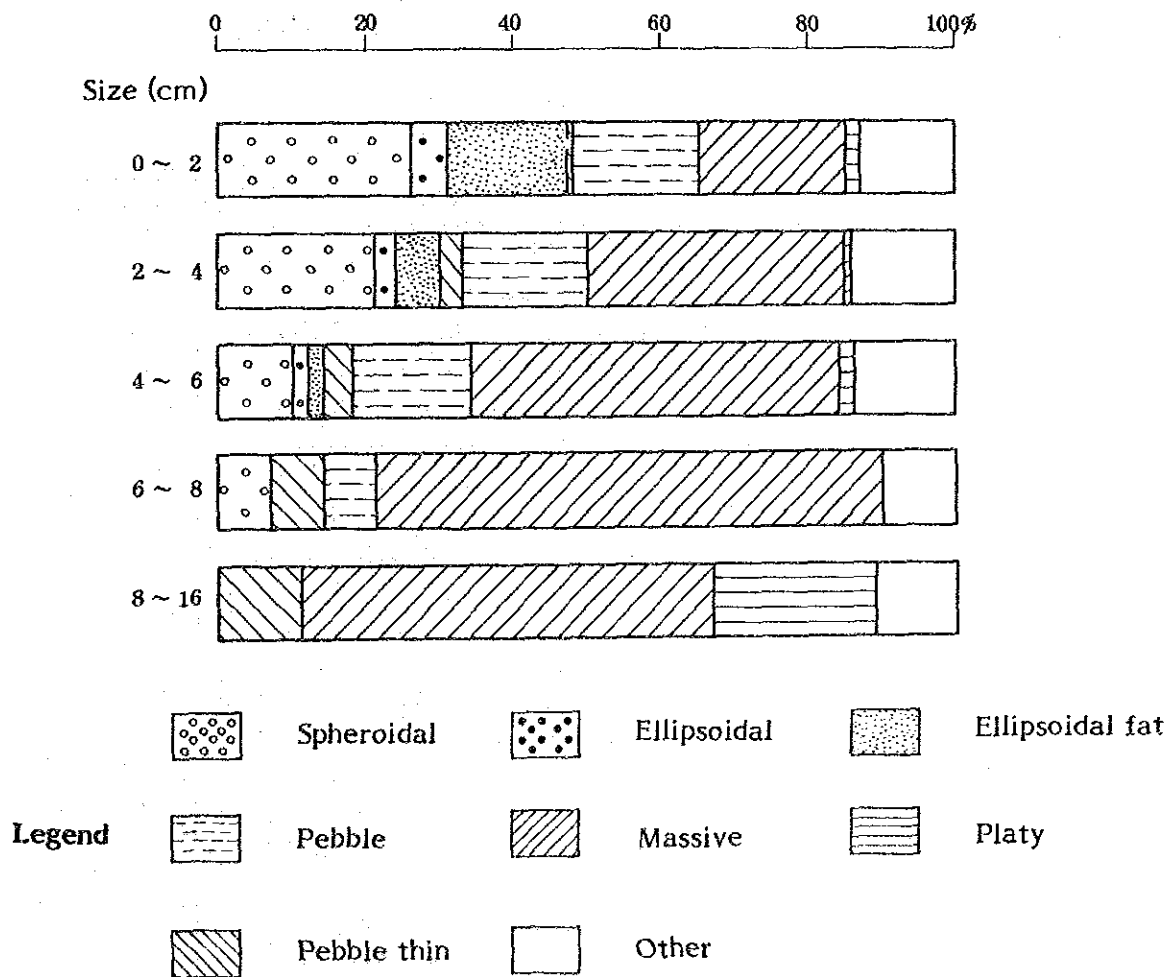 0 20 40 60 80 100%
Size (cm)
0 ~ 2
2 ~ 4
4 ~ 6
6 ~ 8
8 ~ 16
Spheroidal Ellipsoidal Ellipsoidal fat
Legend Pebble Massive Platy
Pebble thin Other